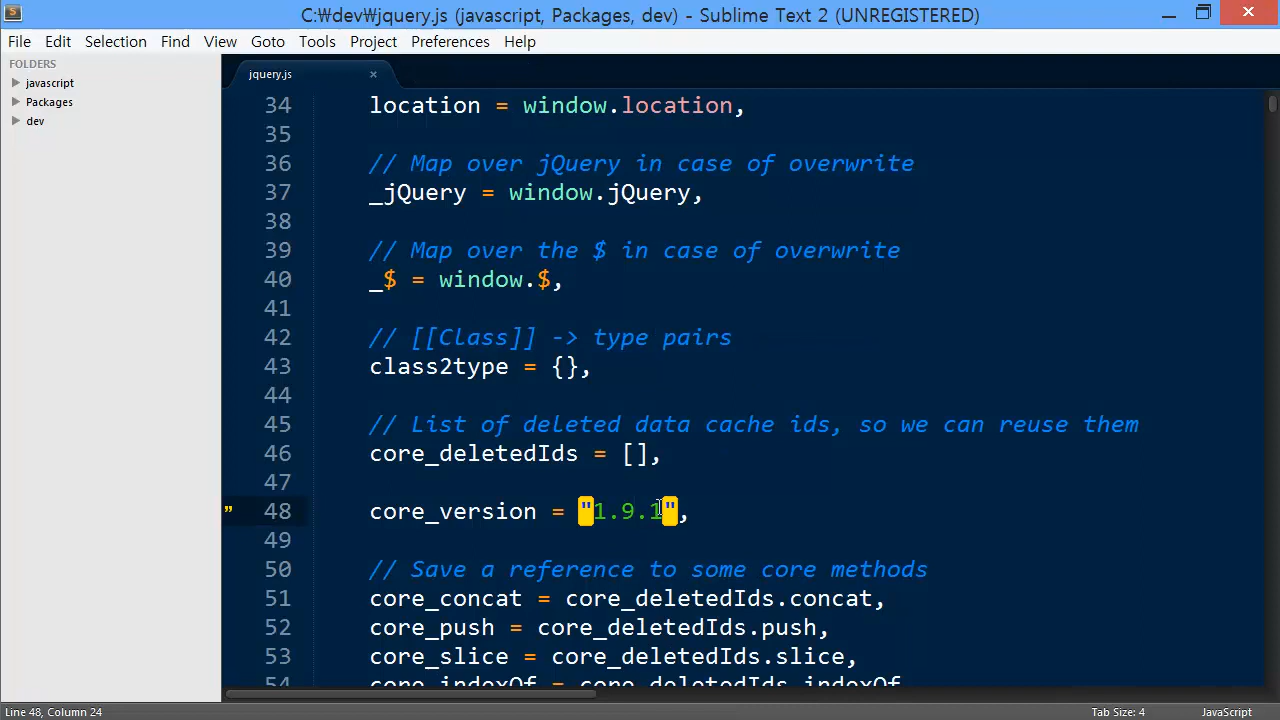 C:₩dev₩jquery.js (javascript, Packages, dev) - Sublime Text 2 (UNREGISTERED)
File Edit Selection Find View Goto Tools Project Preferences Help
FOLDERS
javascript
Packages
dev
jquery.js ×
34 location = window.location,
35
36 // Map over jQuery in case of overwrite
37 _jQuery = window.jQuery,
38
39 // Map over the $ in case of overwrite
40 _$ = window.$,
41
42 // [[Class]] -> type pairs
43 class2type = {},
44
45 // List of deleted data cache ids, so we can reuse them
46 core_deletedIds = [],
47
48 core_version = "1.9.1",
49
50 // Save a reference to some core methods
51 core_concat = core_deletedIds.concat,
52 core_push = core_deletedIds.push,
53 core_slice = core_deletedIds.slice,
54 core_indexOf = core_deletedIds.indexOf
Line 48, Column 24
Tab Size: 4
JavaScript